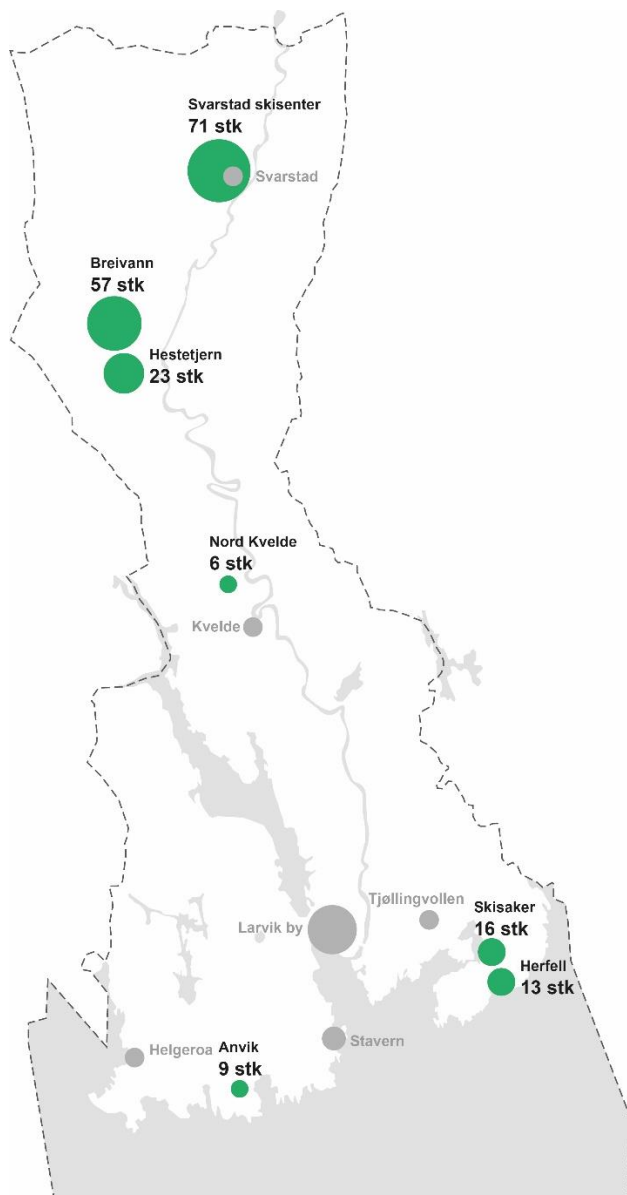 Svarstad skisenter
71 stk
Svarstad
Breivann
57 stk
Hestetjern
23 stk
Nord Kvelde
6 stk
Kvelde
Tjøllingvollen
Larvik by
Skisaker
16 stk
Herfell
13 stk
Stavern
Helgeroa
Anvik
9 stk